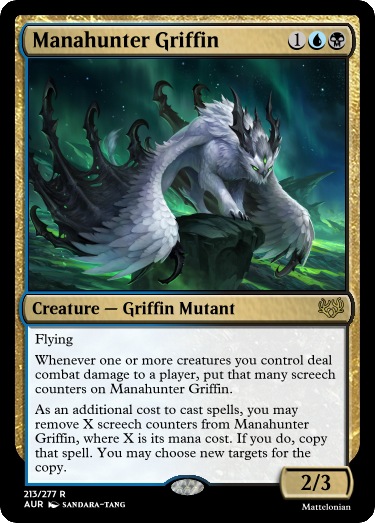 Manahunter Griffin 1
Creature — Griffin Mutant
Flying
Whenever one or more creatures you control deal
combat damage to a player, put that many screech
counters on Manahunter Griffin.
As an additional cost to cast spells, you may
remove X screech counters from Manahunter
Griffin, where X is its mana cost. If you do, copy
that spell. You may choose new targets for the
copy.
2/3
213/277 R
AUR SANDARA-TANG
Mattelonian